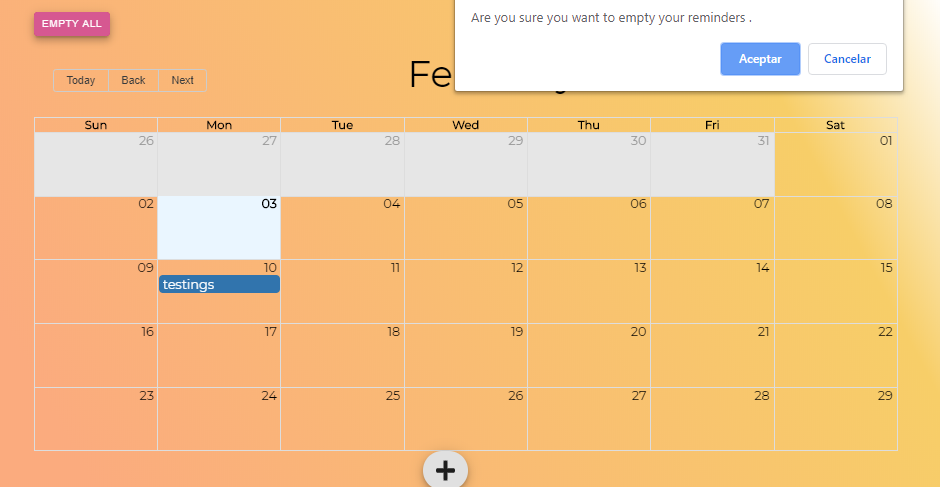 EMPTY ALL
Are you sure you want to empty your reminders .
Aceptar Cancelar
Today Back Next
Sun Mon Tue Wed Thu Fri Sat
26 27 28 29 30 31 01
02 03 04 05 06 07 08
09 10 11 12 13 14 15
testings
16 17 18 19 20 21 22
23 24 25 26 27 28 29